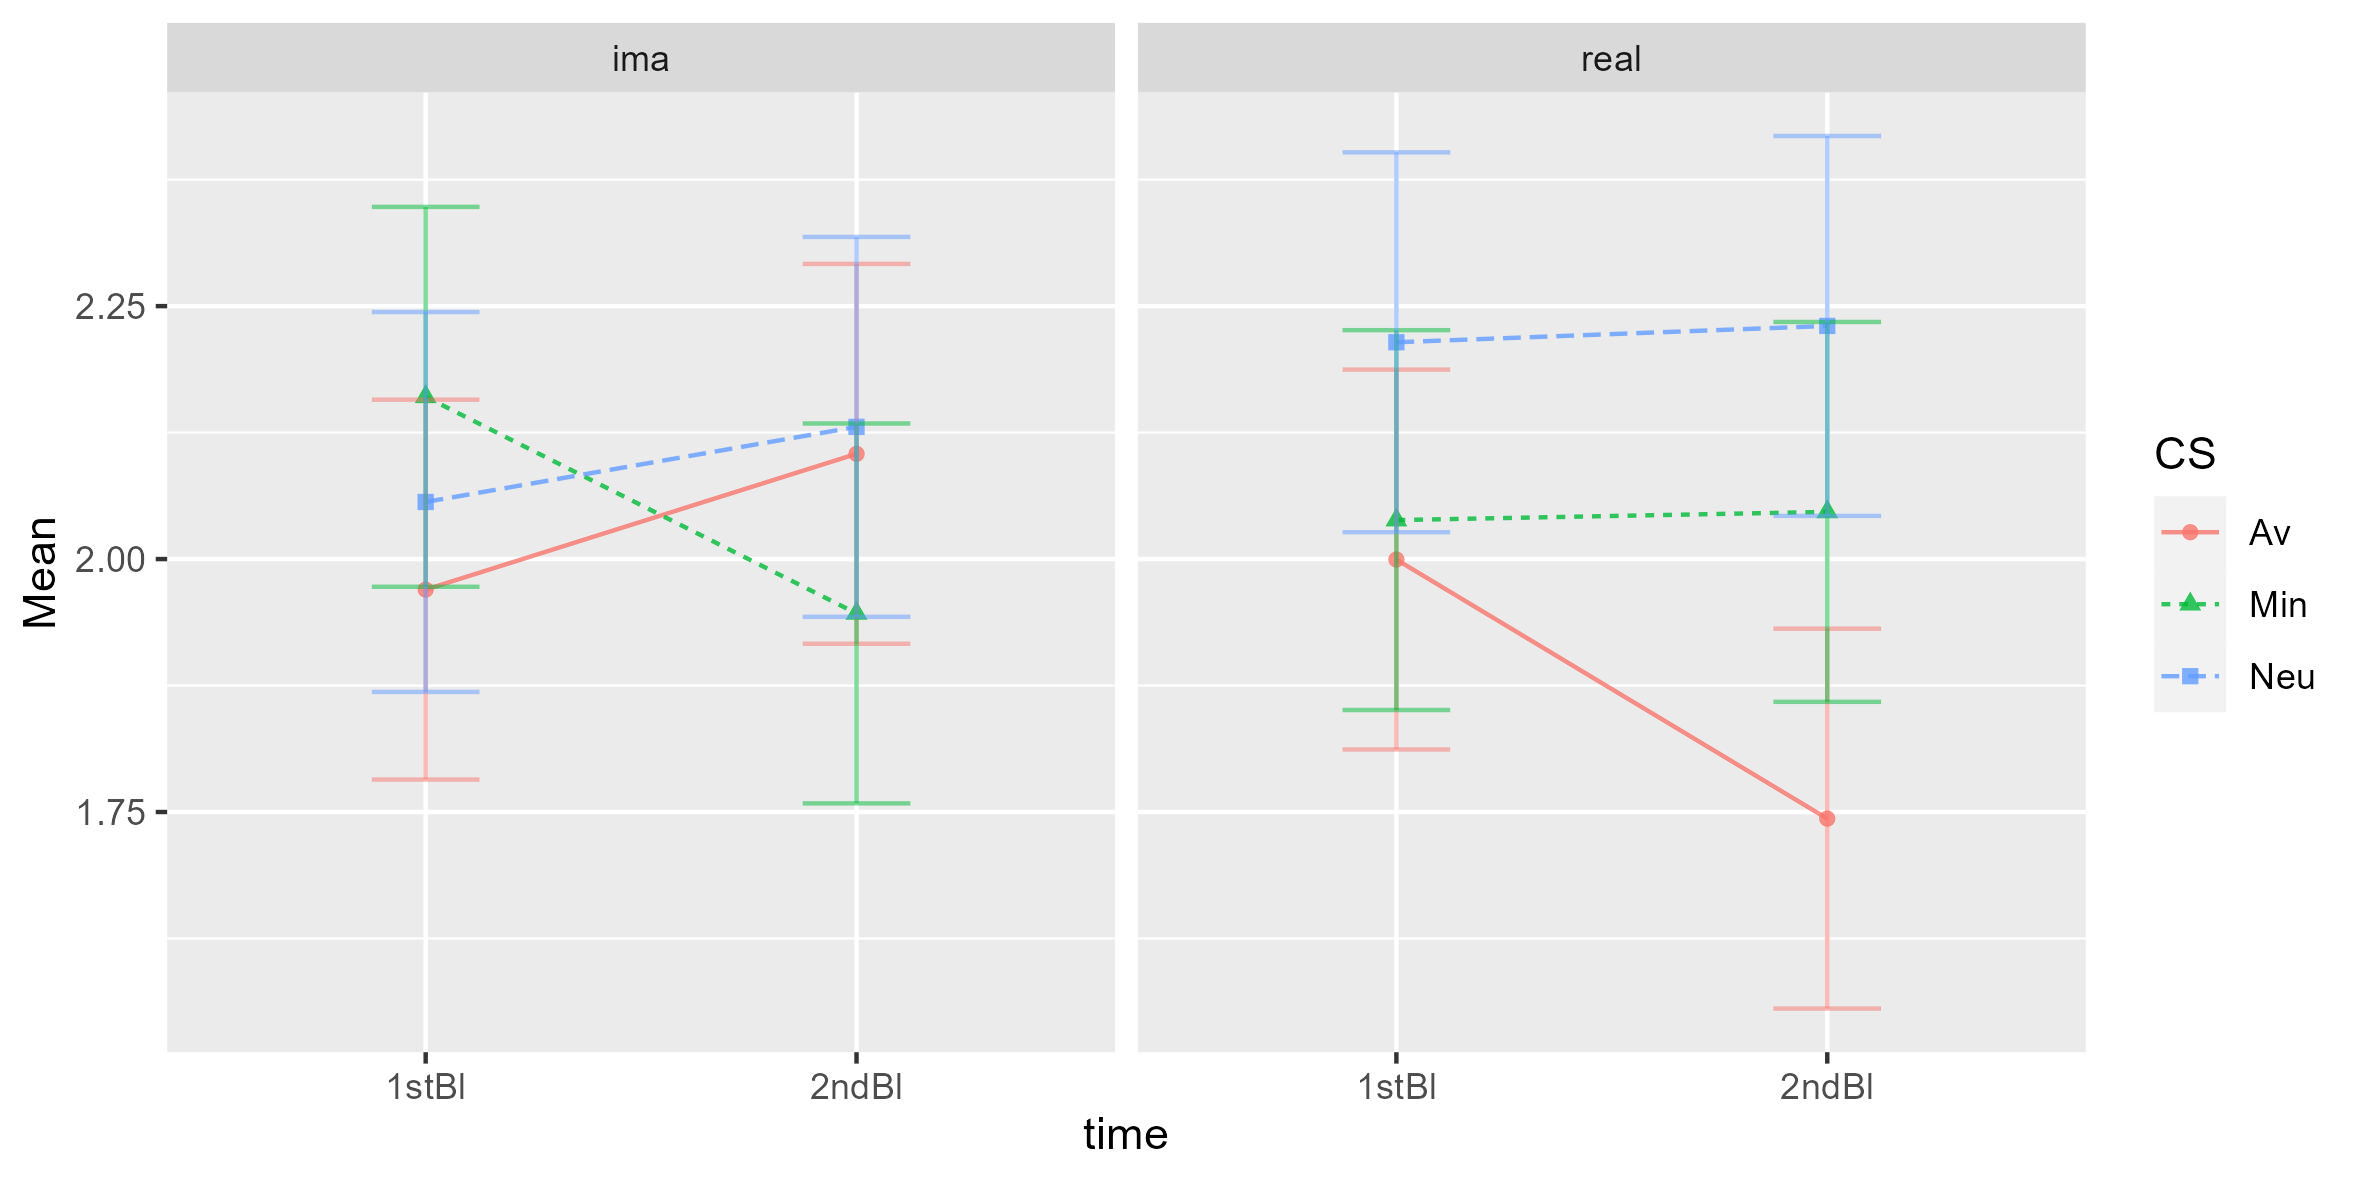 ima
real
2.25
2.00
1.75
Mean
1stBl
2ndBl
1stBl
2ndBl
time
CS
Av
Min
Neu